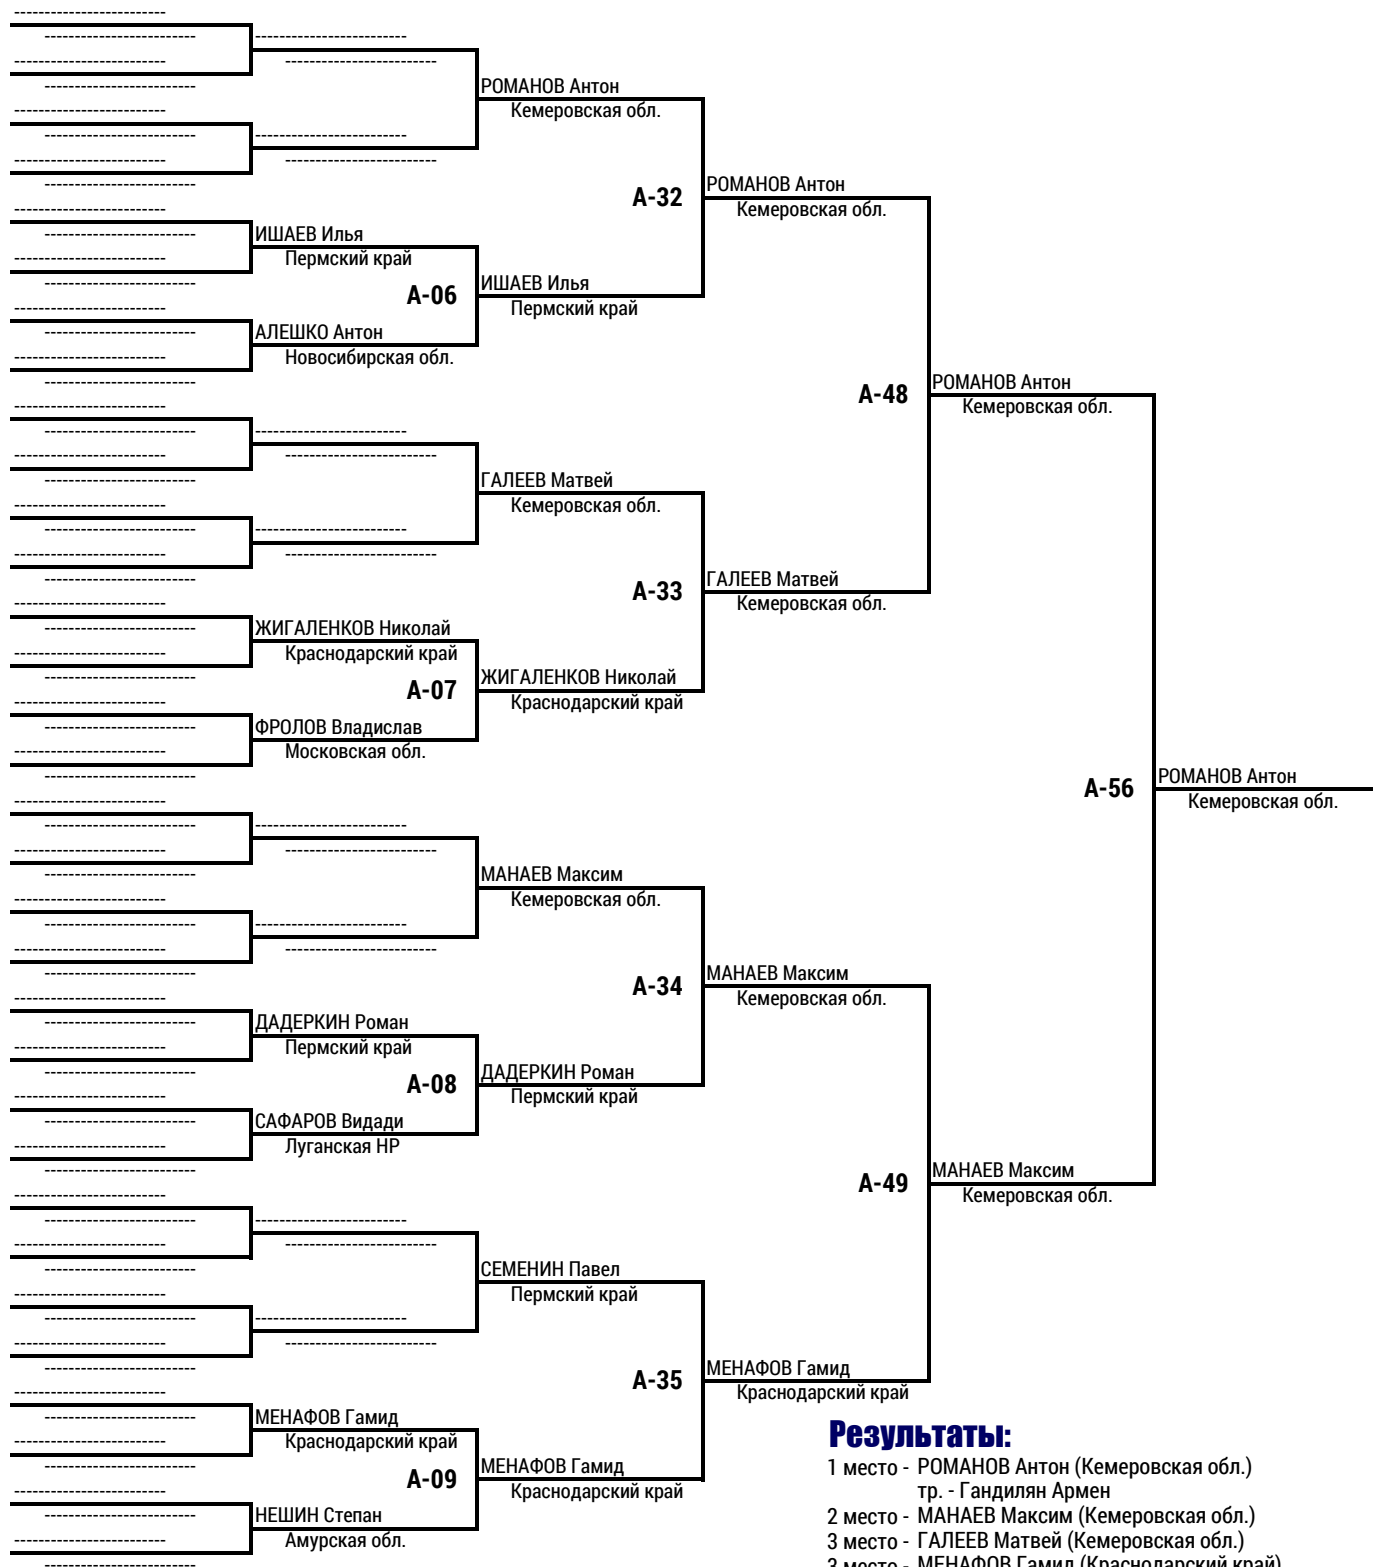 РОМАНОВ Антон
Кемеровская обл.
A-32
РОМАНОВ Антон
Кемеровская обл.
ИШАЕВ Илья
Пермский край
A-06
ИШАЕВ Илья
Пермский край
АЛЕШКО Антон
Новосибирская обл.
A-48
РОМАНОВ Антон
Кемеровская обл.
ГАЛЕЕВ Матвей
Кемеровская обл.
A-33
ГАЛЕЕВ Матвей
Кемеровская обл.
ЖИГАЛЕНКОВ Николай
Краснодарский край
A-07
ЖИГАЛЕНКОВ Николай
Краснодарский край
ФРОЛОВ Владислав
Московская обл.
A-56
РОМАНОВ Антон
Кемеровская обл.
МАНАЕВ Максим
Кемеровская обл.
A-34
МАНАЕВ Максим
Кемеровская обл.
ДАДЕРКИН Роман
Пермский край
A-08
ДАДЕРКИН Роман
Пермский край
САФАРОВ Видади
Луганская НР
A-49
МАНАЕВ Максим
Кемеровская обл.
СЕМЕНИН Павел
Пермский край
A-35
МЕНАФОВ Гамид
Краснодарский край
МЕНАФОВ Гамид
Краснодарский край
A-09
МЕНАФОВ Гамид
Краснодарский край
НЕШИН Степан
Амурская обл.
Результаты:
1 место - РОМАНОВ Антон (Кемеровская обл.)
тр. - Гандилян Армен
2 место - МАНАЕВ Максим (Кемеровская обл.)
3 место - ГАЛЕЕВ Матвей (Кемеровская обл.)
3 место - МЕНАФОВ Гамид (Краснодарский край)